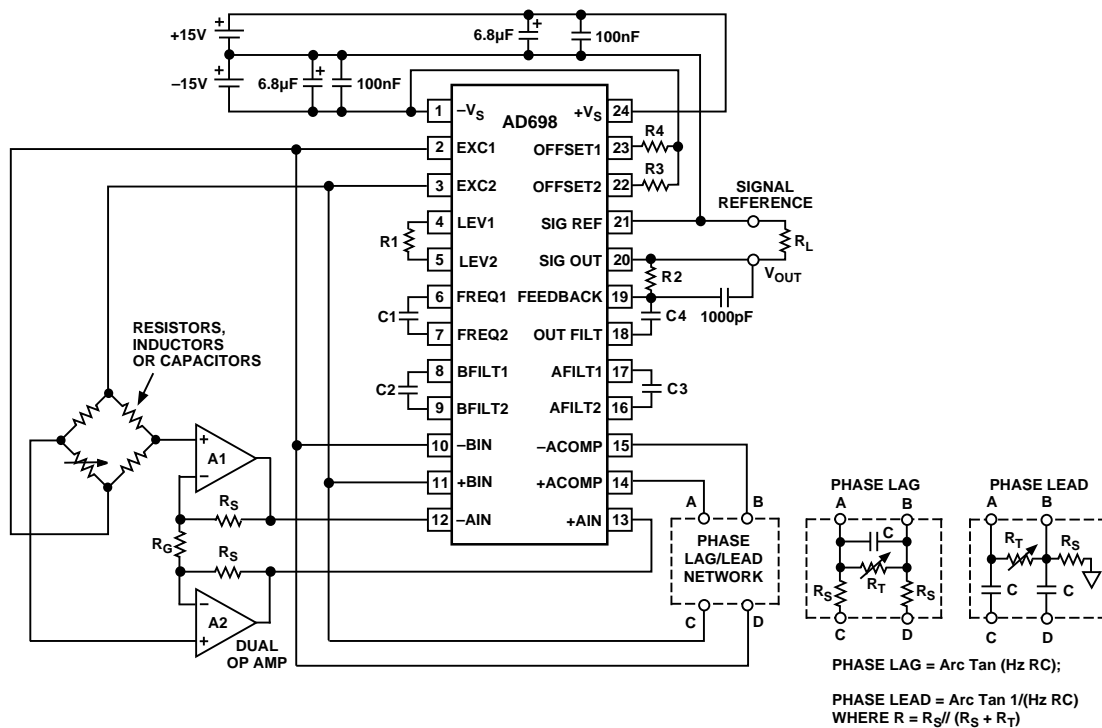 +15V
–15V
+
+
6.8µF
+
100nF
6.8µF
+
100nF
AD698
1 –VS
2 EXC1
3 EXC2
4 LEV1
5 LEV2
6 FREQ1
7 FREQ2
8 BFILT1
9 BFILT2
10 –BIN
11 +BIN
12 –AIN
+VS 24
OFFSET1 23
OFFSET2 22
SIG REF 21
SIG OUT 20
FEEDBACK 19
OUT FILT 18
AFILT1 17
AFILT2 16
–ACOMP 15
+ACOMP 14
+AIN 13
R1
C1
C2
R4
R3
R2
C4
C3
1000pF
SIGNAL
REFERENCE
RL
VOUT
RESISTORS,
INDUCTORS
OR CAPACITORS
+
A1
–
RS
RG
RS
–
A2
+
DUAL
OP AMP
A B
PHASE
LAG/LEAD
NETWORK
C D
PHASE LAG
A B
C
RT
RS RS
C D
PHASE LEAD
A B
RT RS
C C
C D
PHASE LAG = Arc Tan (Hz RC);
PHASE LEAD = Arc Tan 1/(Hz RC)
WHERE R = RS// (RS + RT)